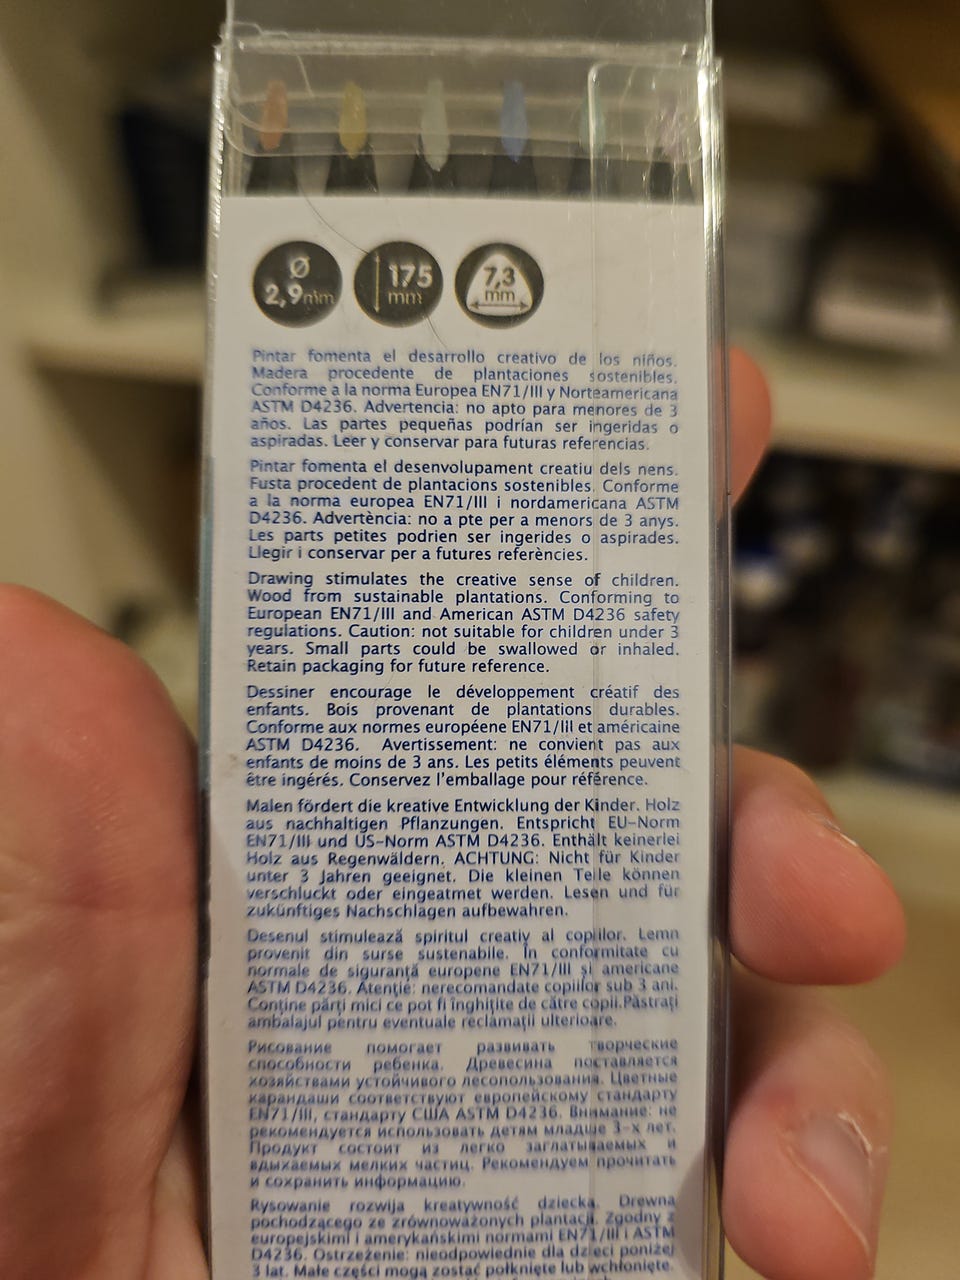 Ø
2,9mm
175
mm
7,3
mm
Pintar fomenta el desarrollo creativo de los niños.
Madera procedente de plantaciones sostenibles.
Conforme a la norma Europea EN71/III y Norteamericana
ASTM D4236. Advertencia: no apto para menores de 3
años. Las partes pequeñas podrían ser ingeridas o
aspiradas. Leer y conservar para futuras referencias.
Pintar fomenta el desenvolupament creatiu dels nens.
Fusta procedent de plantacions sostenibles. Conforme
a la norma europea EN71/III i nordamericana ASTM
D4236. Advertència: no a pte per a menors de 3 anys.
Les parts petites podrien ser ingerides o aspirades.
Llegir i conservar per a futures referències.
Drawing stimulates the creative sense of children.
Wood from sustainable plantations. Conforming to
European EN71/III and American ASTM D4236 safety
regulations. Caution: not suitable for children under 3
years. Small parts could be swallowed or inhaled.
Retain packaging for future reference.
Dessiner encourage le développement créatif des
enfants. Bois provenant de plantations durables.
Conforme aux normes européene EN71/III et américaine
ASTM D4236. Avertissement: ne convient pas aux
enfants de moins de 3 ans. Les petits éléments peuvent
être ingérés. Conservez l'emballage pour référence.
Malen fördert die kreative Entwicklung der Kinder. Holz
aus nachhaltigen Pflanzungen. Entspricht EU-Norm
EN71/III und US-Norm ASTM D4236. Enthält keinerlei
Holz aus Regenwäldern. ACHTUNG: Nicht für Kinder
unter 3 Jahren geeignet. Die kleinen Teile können
verschluckt oder eingeatmet werden. Lesen und für
zukünftiges Nachschlagen aufbewahren.
Desenul stimulează spiritul creativ al copiilor. Lemn
provenit din surse sustenabile. În conformitate cu
normale de siguranță europene EN71/III și americane
ASTM D4236. Atenție: nerecomandate copiilor sub 3 ani.
Conține părți mici ce pot fi înghițite de către copii.Păstrați
ambalajul pentru eventuale reclamații ulterioare.
Рисование помогает развивать творческие
способности ребенка. Древесина поставляется
хозяйствами устойчивого лесопользования. Цветные
карандаши соответствуют европейскому стандарту
EN71/III, стандарту США ASTM D4236. Внимание: не
рекомендуется использовать детям младше 3-х лет.
Продукт состоит из легко заглатываемых и
вдыхаемых мелких частиц. Рекомендуем прочитать
и сохранить информацию.
Rysowanie rozwija kreatywność dziecka. Drewna
pochodzącego ze zrównoważonych plantacji. Zgodny z
europejskimi i amerykańskimi normami EN71/III i ASTM
D4236. Ostrzeżenie: nieodpowiednie dla dzieci poniżej
3 lat. Małe części mogą zostać połknięte lub wchłonięte.